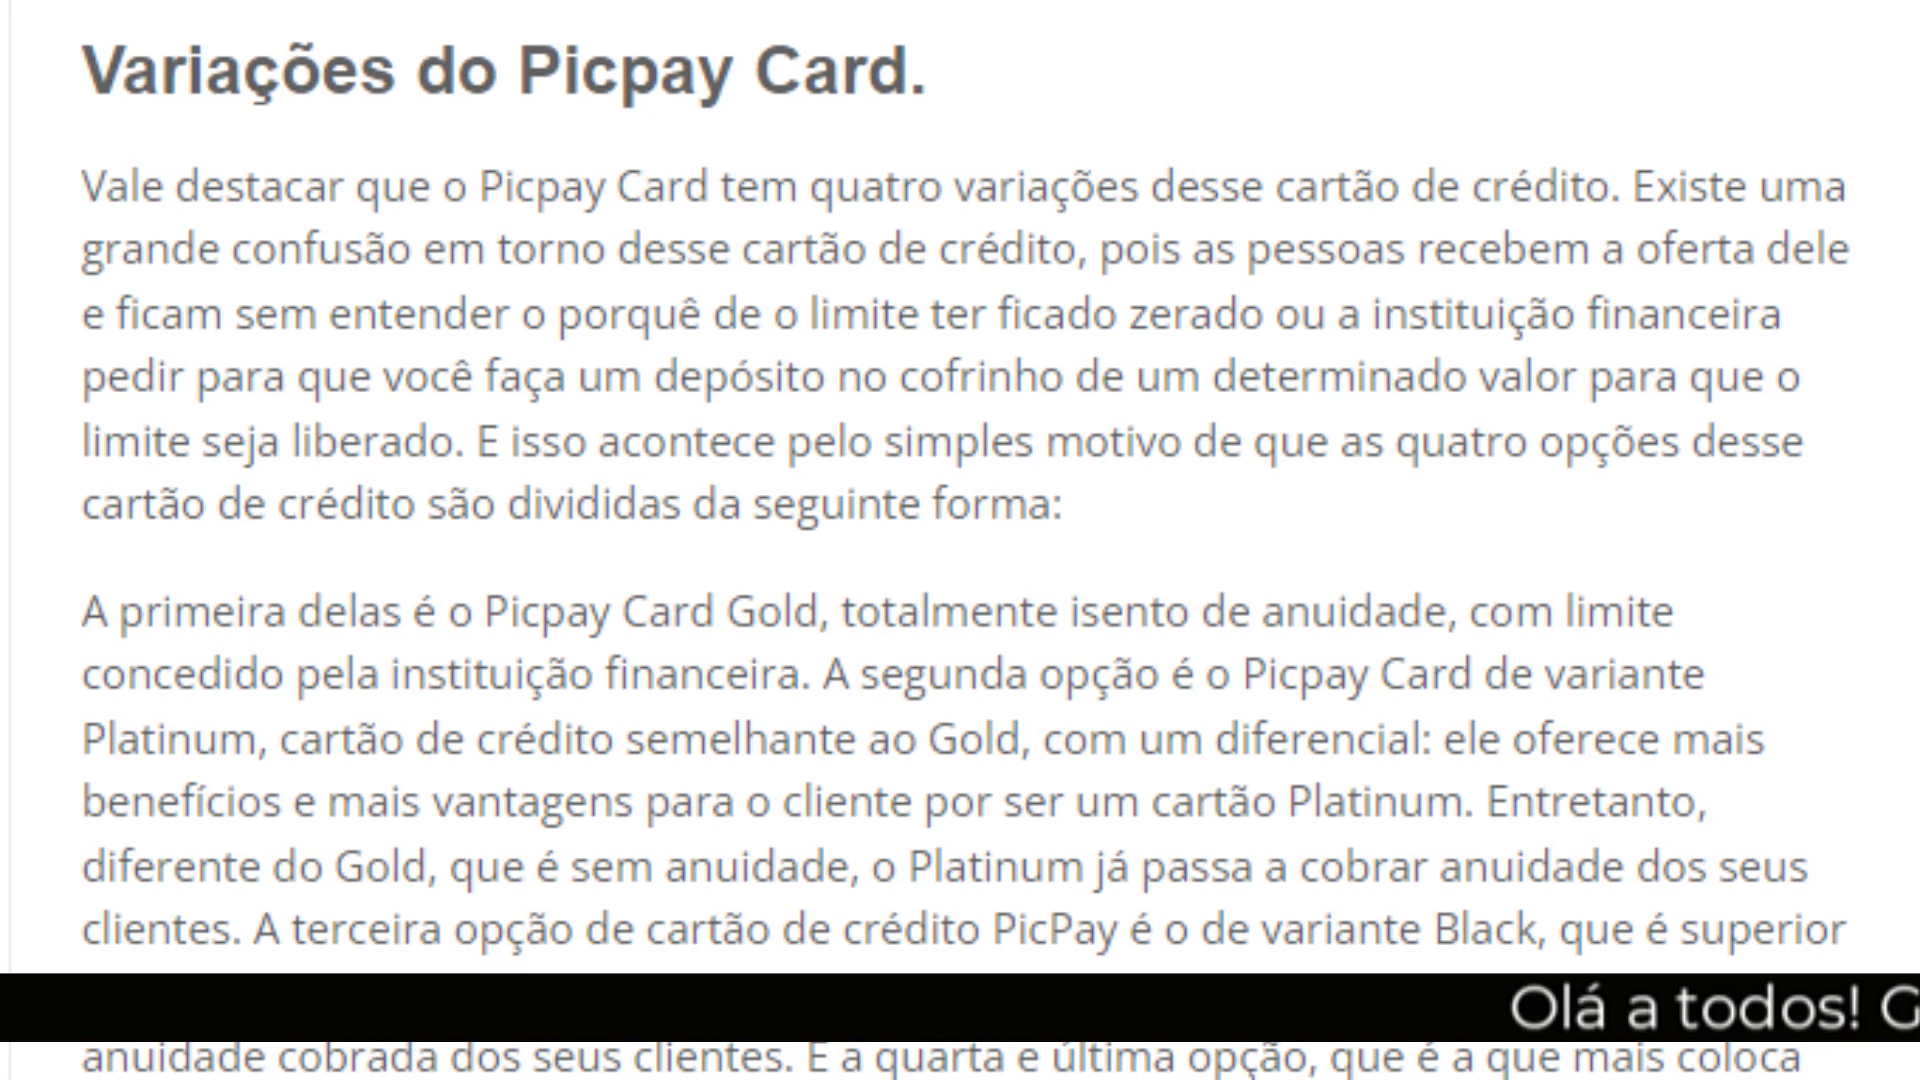 Variações do Picpay Card.
Vale destacar que o Picpay Card tem quatro variações desse cartão de crédito. Existe uma
grande confusão em torno desse cartão de crédito, pois as pessoas recebem a oferta dele
e ficam sem entender o porquê de o limite ter ficado zerado ou a instituição financeira
pedir para que você faça um depósito no cofrinho de um determinado valor para que o
limite seja liberado. E isso acontece pelo simples motivo de que as quatro opções desse
cartão de crédito são divididas da seguinte forma:
A primeira delas é o Picpay Card Gold, totalmente isento de anuidade, com limite
concedido pela instituição financeira. A segunda opção é o Picpay Card de variante
Platinum, cartão de crédito semelhante ao Gold, com um diferencial: ele oferece mais
benefícios e mais vantagens para o cliente por ser um cartão Platinum. Entretanto,
diferente do Gold, que é sem anuidade, o Platinum já passa a cobrar anuidade dos seus
clientes. A terceira opção de cartão de crédito PicPay é o de variante Black, que é superior
Olá a todos! G
anuidade cobrada dos seus clientes. E a quarta e última opção, que é a que mais coloca